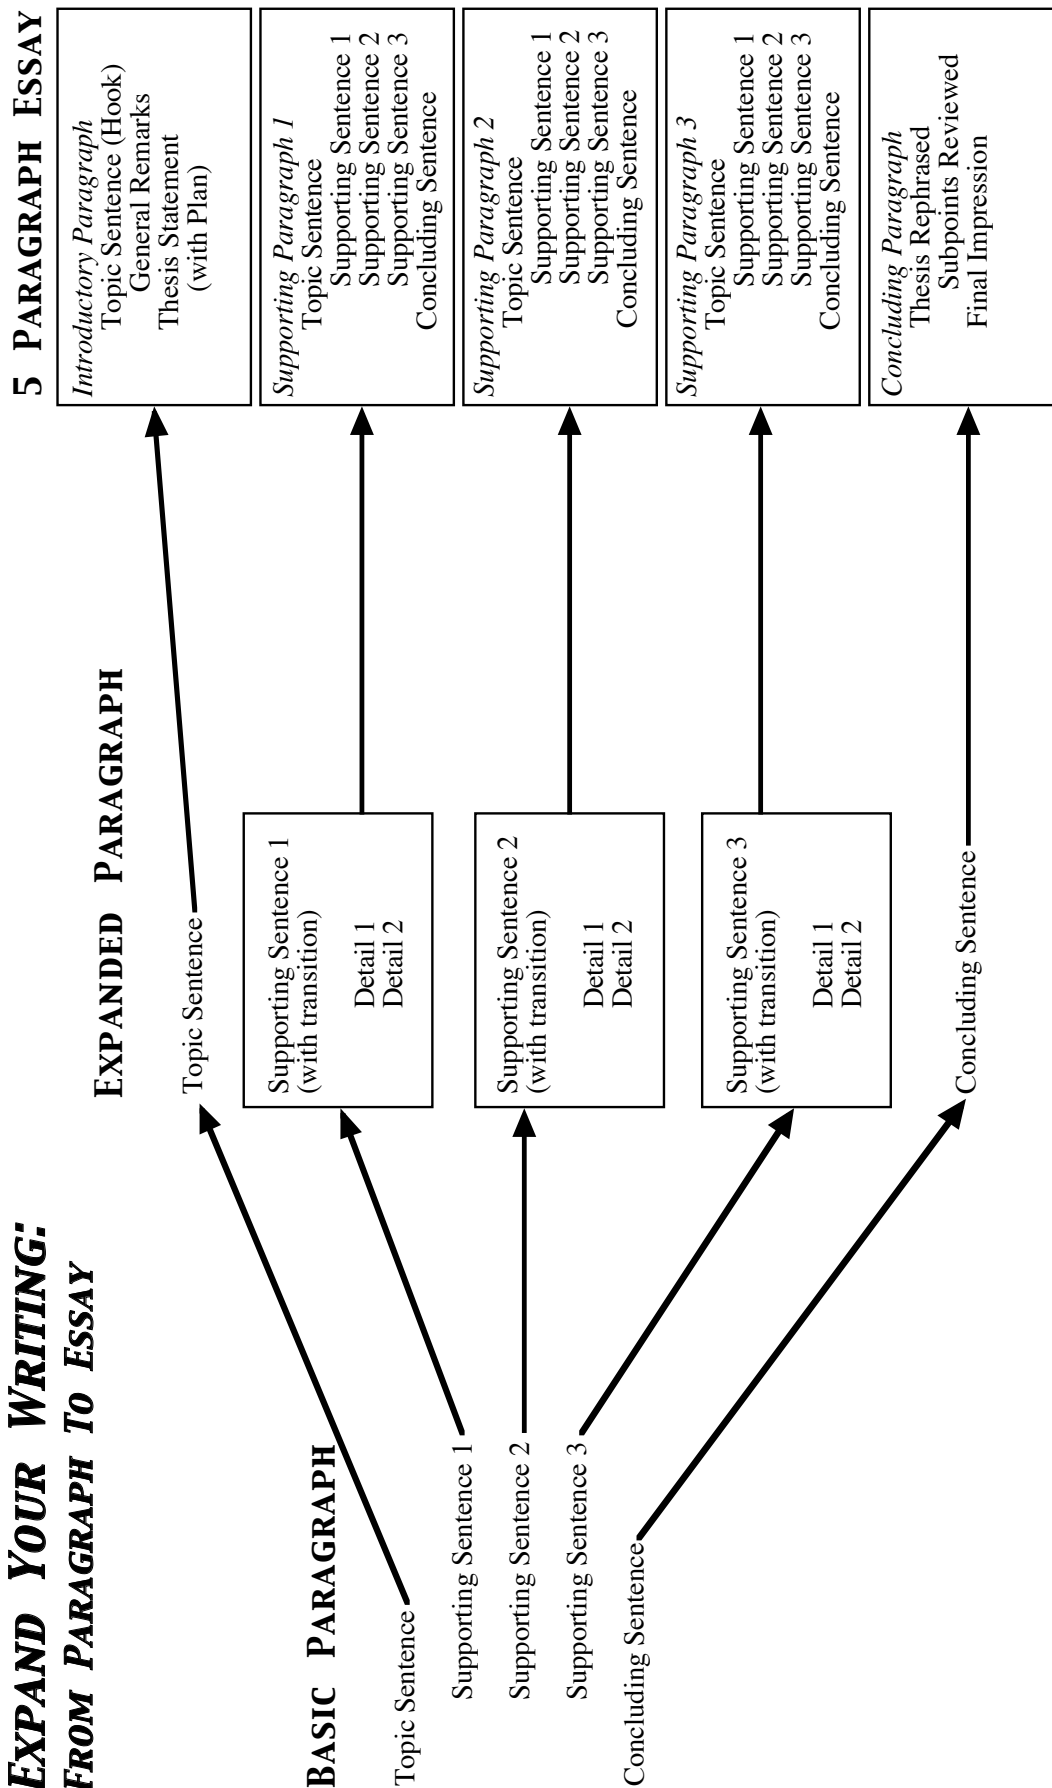 EXPAND YOUR WRITING:
FROM PARAGRAPH TO ESSAY
BASIC PARAGRAPH
Topic Sentence
Supporting Sentence 1
Supporting Sentence 2
Supporting Sentence 3
Concluding Sentence
EXPANDED PARAGRAPH
Topic Sentence
Supporting Sentence 1
(with transition)
Detail 1
Detail 2
Supporting Sentence 2
(with transition)
Detail 1
Detail 2
Supporting Sentence 3
(with transition)
Detail 1
Detail 2
Concluding Sentence
5 PARAGRAPH ESSAY
Introductory Paragraph
Topic Sentence (Hook)
General Remarks
Thesis Statement
(with Plan)
Supporting Paragraph 1
Topic Sentence
Supporting Sentence 1
Supporting Sentence 2
Supporting Sentence 3
Concluding Sentence
Supporting Paragraph 2
Topic Sentence
Supporting Sentence 1
Supporting Sentence 2
Supporting Sentence 3
Concluding Sentence
Supporting Paragraph 3
Topic Sentence
Supporting Sentence 1
Supporting Sentence 2
Supporting Sentence 3
Concluding Sentence
Concluding Paragraph
Thesis Rephrased
Subpoints Reviewed
Final Impression